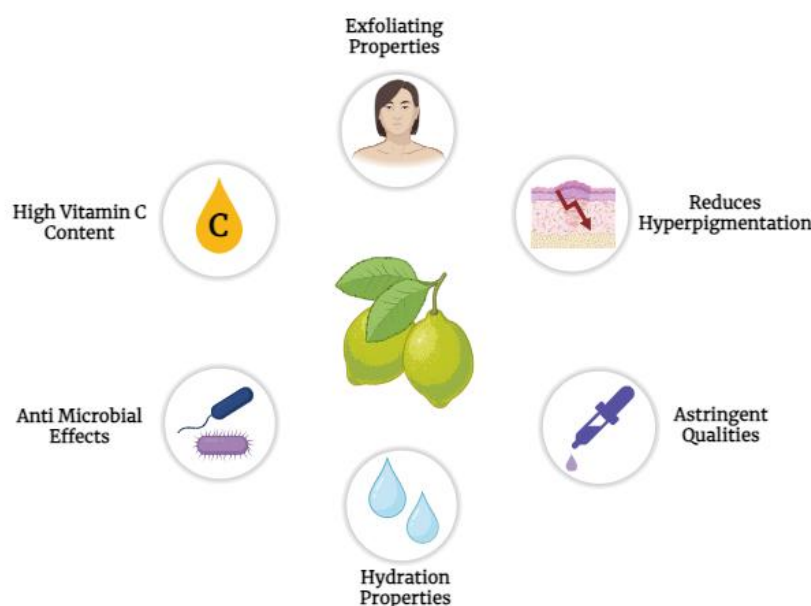 Exfoliating
Properties
High Vitamin C
Content
C
Reduces
Hyperpigmentation
Anti Microbial
Effects
Astringent
Qualities
Hydration
Properties